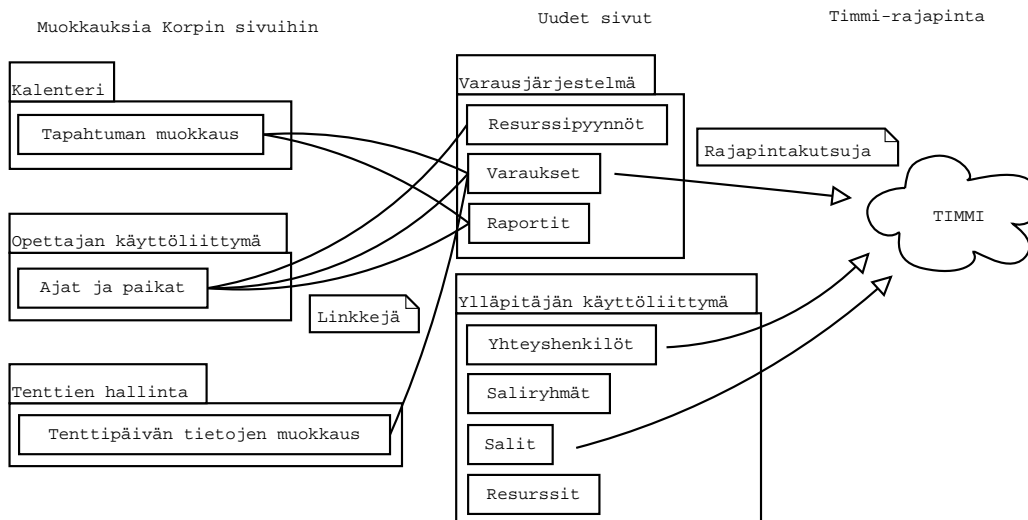 Muokkauksia Korpin sivuihin
Uudet sivut
Timmi-rajapinta
Kalenteri
Tapahtuman muokkaus
Opettajan käyttöliittymä
Ajat ja paikat
Linkkejä
Tenttien hallinta
Tenttipäivän tietojen muokkaus
Varausjärjestelmä
Resurssipyynnöt
Varaukset
Raportit
Ylläpitäjän käyttöliittymä
Yhteyshenkilöt
Saliryhmät
Salit
Resurssit
Rajapintakutsuja
TIMMI